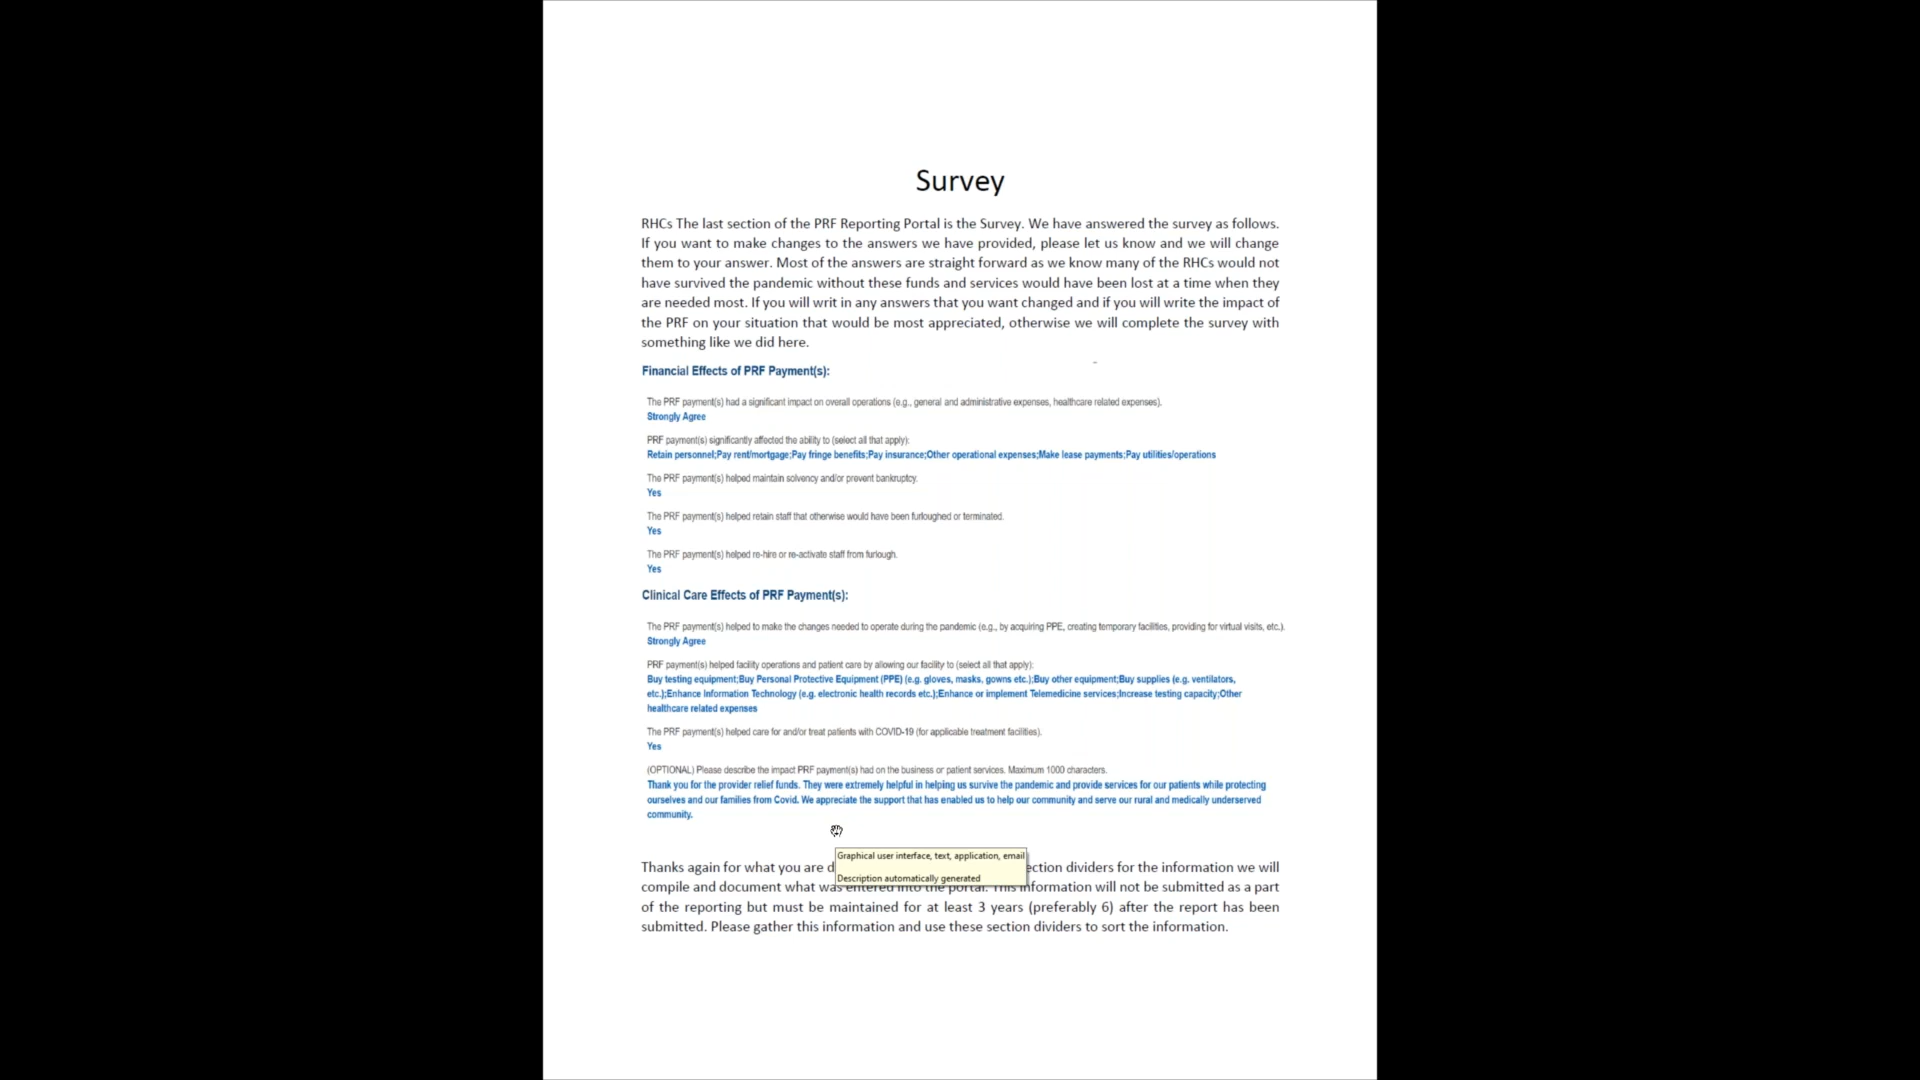 Survey
RHCs The last section of the PRF Reporting Portal is the Survey. We have answered the survey as follows.
If you want to make changes to the answers we have provided, please let us know and we will change
them to your answer. Most of the answers are straight forward as we know many of the RHCs would not
have survived the pandemic without these funds and services would have been lost at a time when they
are needed most. If you will writ in any answers that you want changed and if you will write the impact of
the PRF on your situation that would be most appreciated, otherwise we will complete the survey with
something like we did here.
Financial Effects of PRF Payment(s):
The PRF payment(s) had a significant impact on overall operations (e.g., general and administrative expenses, healthcare related expenses).
Strongly Agree
PRF payment(s) significantly affected the ability to (select all that apply):
Retain personnel;Pay rent/mortgage;Pay fringe benefits;Pay insurance;Other operational expenses;Make lease payments;Pay utilities/operations
The PRF payment(s) helped maintain solvency and/or prevent bankruptcy.
Yes
The PRF payment(s) helped retain staff that otherwise would have been furloughed or terminated.
Yes
The PRF payment(s) helped re-hire or re-activate staff from furlough.
Yes
Clinical Care Effects of PRF Payment(s):
The PRF payment(s) helped to make the changes needed to operate during the pandemic (e.g., by acquiring PPE, creating temporary facilities, providing for virtual visits, etc.).
Strongly Agree
PRF payment(s) helped facility operations and patient care by allowing our facility to (select all that apply):
Buy testing equipment;Buy Personal Protective Equipment (PPE) (e.g. gloves, masks, gowns etc.);Buy other equipment;Buy supplies (e.g. ventilators,
etc.);Enhance Information Technology (e.g. electronic health records etc.);Enhance or implement Telemedicine services;Increase testing capacity;Other
healthcare related expenses
The PRF payment(s) helped care for and/or treat patients with COVID-19 (for applicable treatment facilities).
Yes
(OPTIONAL) Please describe the impact PRF payment(s) had on the business or patient services. Maximum 1000 characters.
Thank you for the provider relief funds. They were extremely helpful in helping us survive the pandemic and provide services for our patients while protecting
ourselves and our families from Covid. We appreciate the support that has enabled us to help our community and serve our rural and medically underserved
community.
Graphical user interface, text, application, email
Description automatically generated
Thanks again for what you are d ection dividers for the information we will
compile and document what was entered into the portal. This information will not be submitted as a part
of the reporting but must be maintained for at least 3 years (preferably 6) after the report has been
submitted. Please gather this information and use these section dividers to sort the information.